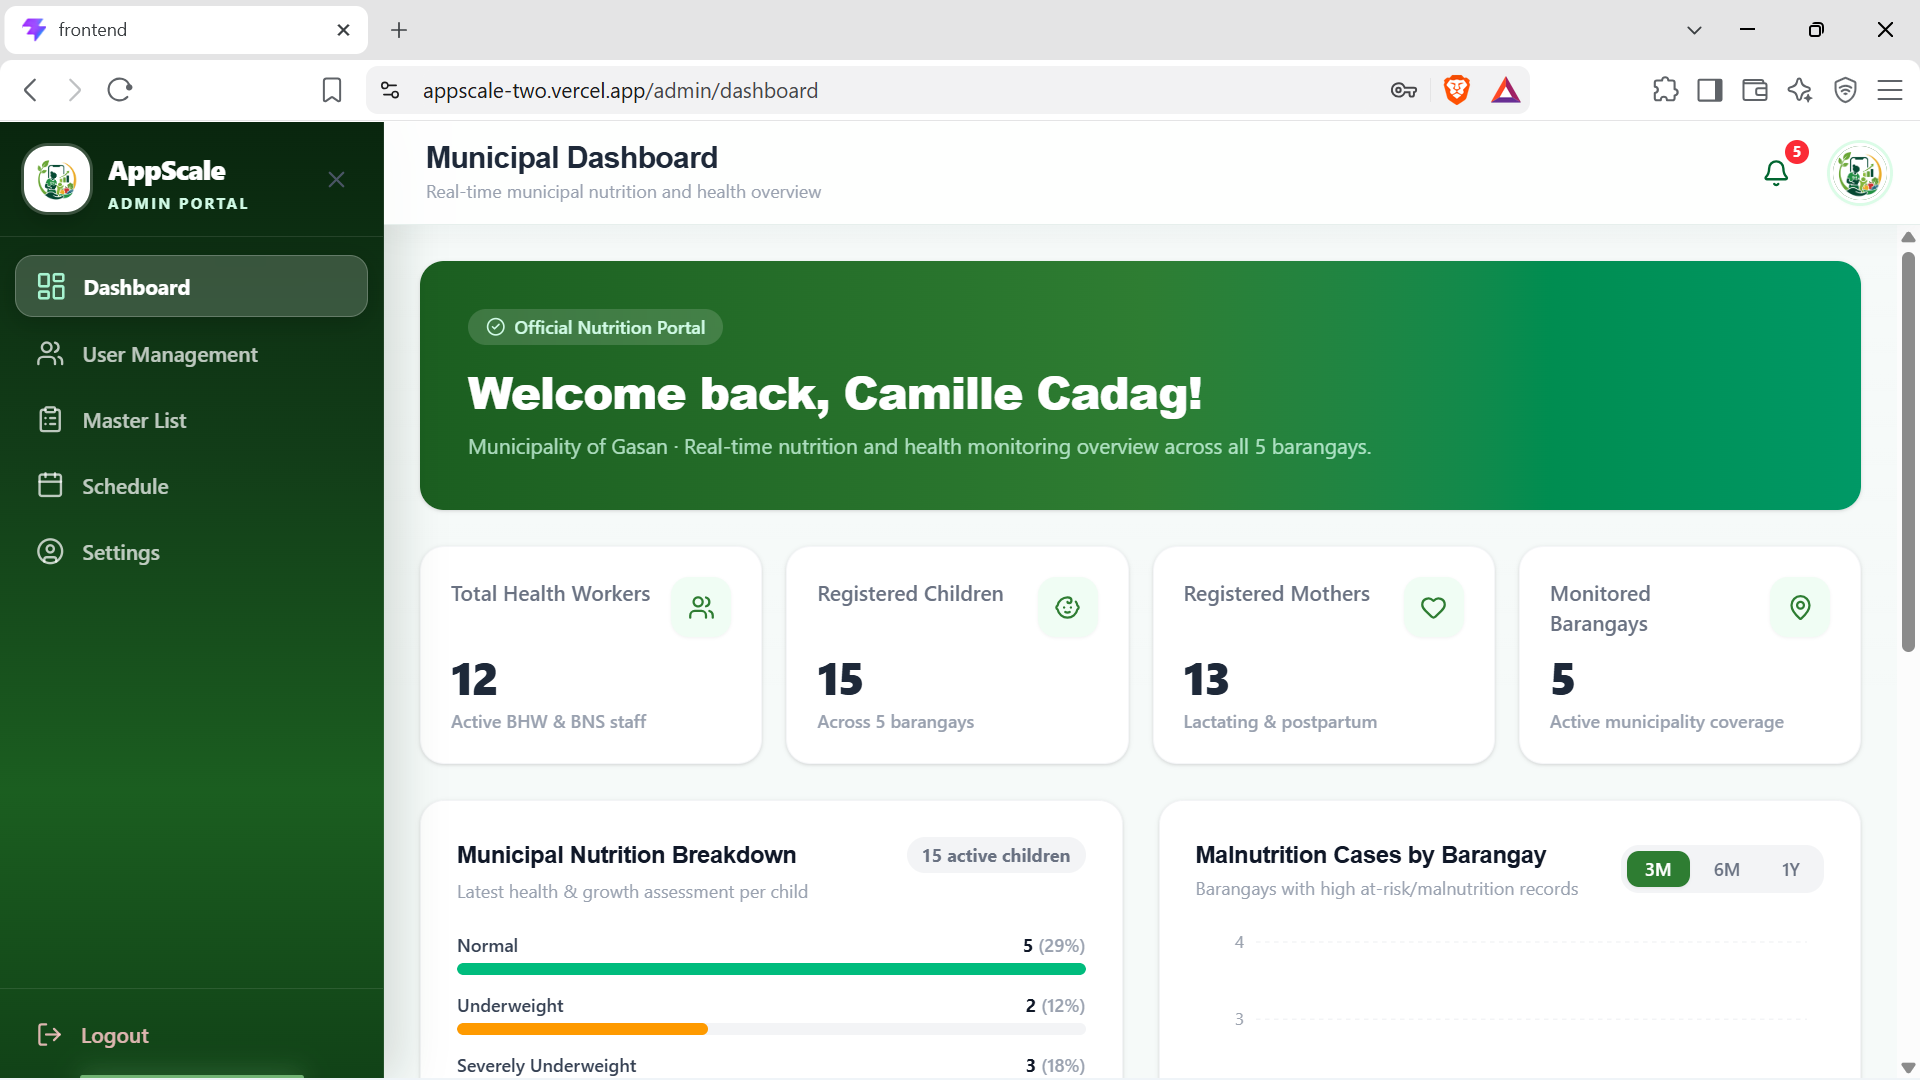 frontend
appscale-two.vercel.app/admin/dashboard
AppScale
ADMIN PORTAL
Dashboard
User Management
Master List
Schedule
Settings
Logout
Municipal Dashboard
Real-time municipal nutrition and health overview
5
Official Nutrition Portal
Welcome back, Camille Cadag!
Municipality of Gasan · Real-time nutrition and health monitoring overview across all 5 barangays.
Total Health Workers
12
Active BHW & BNS staff
Registered Children
15
Across 5 barangays
Registered Mothers
13
Lactating & postpartum
Monitored
Barangays
5
Active municipality coverage
Municipal Nutrition Breakdown
15 active children
Latest health & growth assessment per child
Normal 5 (29%)
Underweight 2 (12%)
Severely Underweight 3 (18%)
Malnutrition Cases by Barangay
Barangays with high at-risk/malnutrition records
3M 6M 1Y
4
3